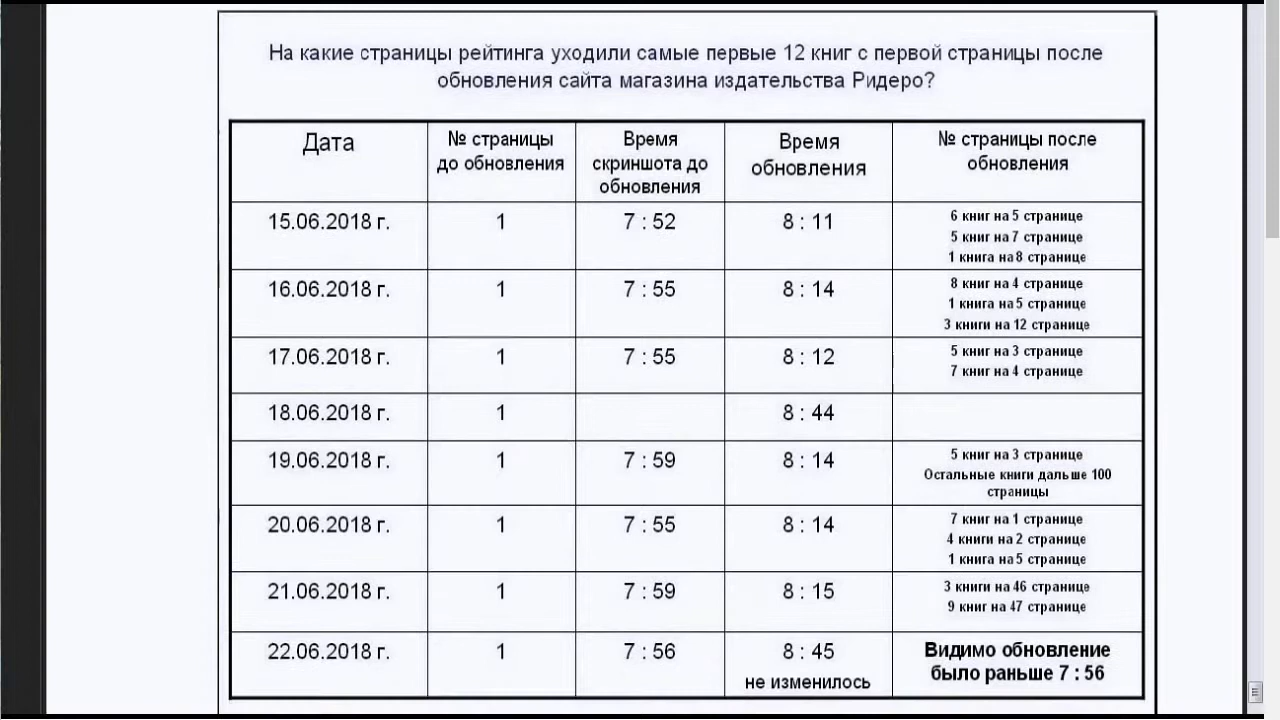 На какие страницы рейтинга уходили самые первые 12 книг с первой страницы после
обновления сайта магазина издательства Ридеро?
Дата
№ страницы
до обновления
Время
скриншота до
обновления
Время
обновления
№ страницы после
обновления
15.06.2018 г.
1
7 : 52
8 : 11
6 книг на 5 странице
5 книг на 7 странице
1 книга на 8 странице
16.06.2018 г.
1
7 : 55
8 : 14
8 книг на 4 странице
1 книга на 5 странице
3 книги на 12 странице
17.06.2018 г.
1
7 : 55
8 : 12
5 книг на 3 странице
7 книг на 4 странице
18.06.2018 г.
1
8 : 44
19.06.2018 г.
1
7 : 59
8 : 14
5 книг на 3 странице
Остальные книги дальше 100
страницы
20.06.2018 г.
1
7 : 55
8 : 14
7 книг на 1 странице
4 книги на 2 странице
1 книга на 5 странице
21.06.2018 г.
1
7 : 59
8 : 15
3 книги на 46 странице
9 книг на 47 странице
22.06.2018 г.
1
7 : 56
8 : 45
не изменилось
Видимо обновление
было раньше 7 : 56